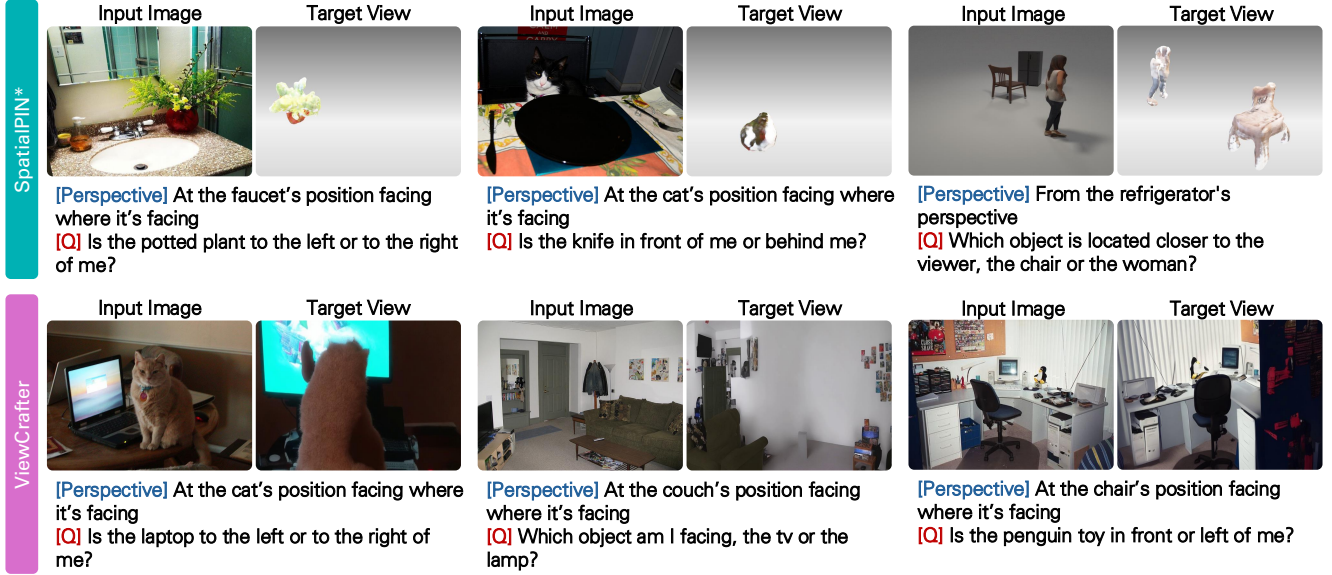 SpatialPIN*
Input Image
Target View
[Perspective] At the faucet's position facing
where it's facing
[Q] Is the potted plant to the left or to the right
of me?
Input Image
Target View
[Perspective] At the cat's position facing where
it's facing
[Q] Is the knife in front of me or behind me?
Input Image
Target View
[Perspective] From the refrigerator's
perspective
[Q] Which object is located closer to the
viewer, the chair or the woman?
ViewCrafter
Input Image
Target View
[Perspective] At the cat's position facing where
it's facing
[Q] Is the laptop to the left or to the right of
me?
Input Image
Target View
[Perspective] At the couch's position facing
where it's facing
[Q] Which object am I facing, the tv or the
lamp?
Input Image
Target View
[Perspective] At the chair's position facing
where it's facing
[Q] Is the penguin toy in front or left of me?